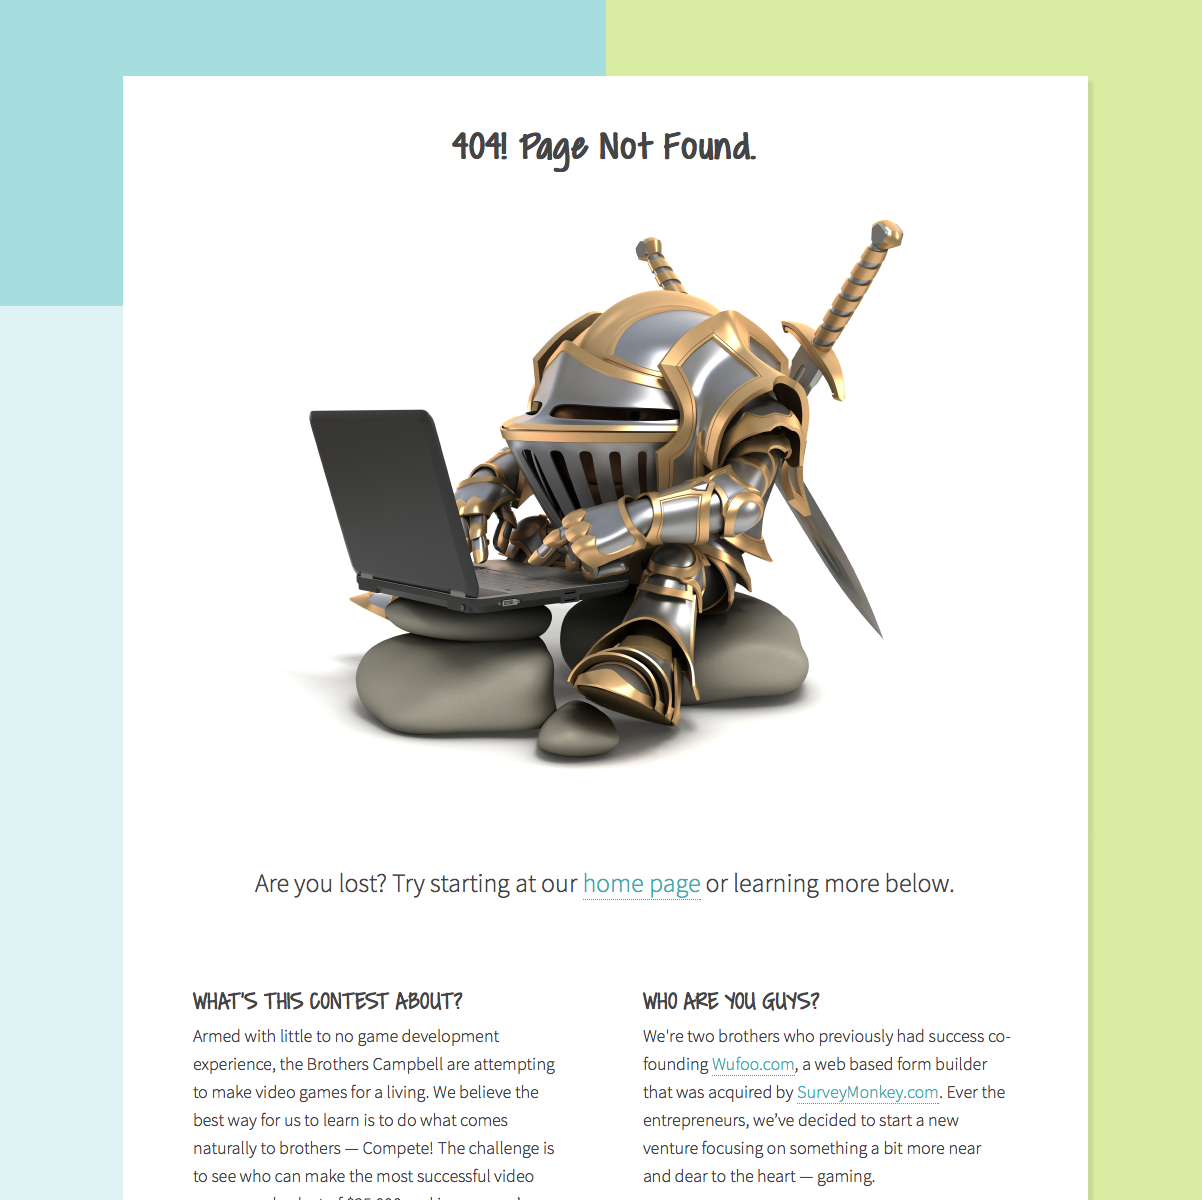 404! Page Not Found.
Are you lost? Try starting at our home page or learning more below.
WHAT'S THIS CONTEST ABOUT?
Armed with little to no game development
experience, the Brothers Campbell are attempting
to make video games for a living. We believe the
best way for us to learn is to do what comes
naturally to brothers — Compete! The challenge is
to see who can make the most successful video
WHO ARE YOU GUYS?
We're two brothers who previously had success co-
founding Wufoo.com, a web based form builder
that was acquired by SurveyMonkey.com. Ever the
entrepreneurs, we’ve decided to start a new
venture focusing on something a bit more near
and dear to the heart — gaming.